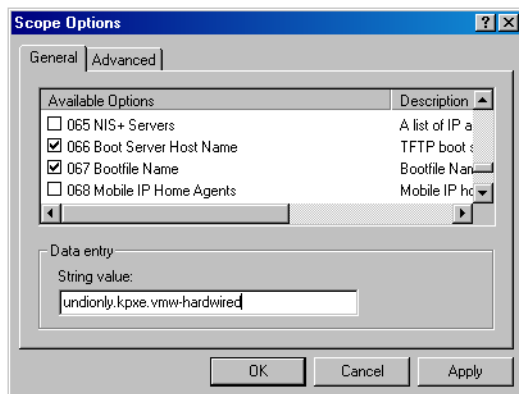 Scope Options
General Advanced
Available Options Description
065 NIS+ Servers A list of IP a
066 Boot Server Host Name TFTP boot s
067 Bootfile Name Bootfile Nam
068 Mobile IP Home Agents Mobile IP ho
Data entry
String value:
undionly.kpxe.vmw-hardwired
OK Cancel Apply